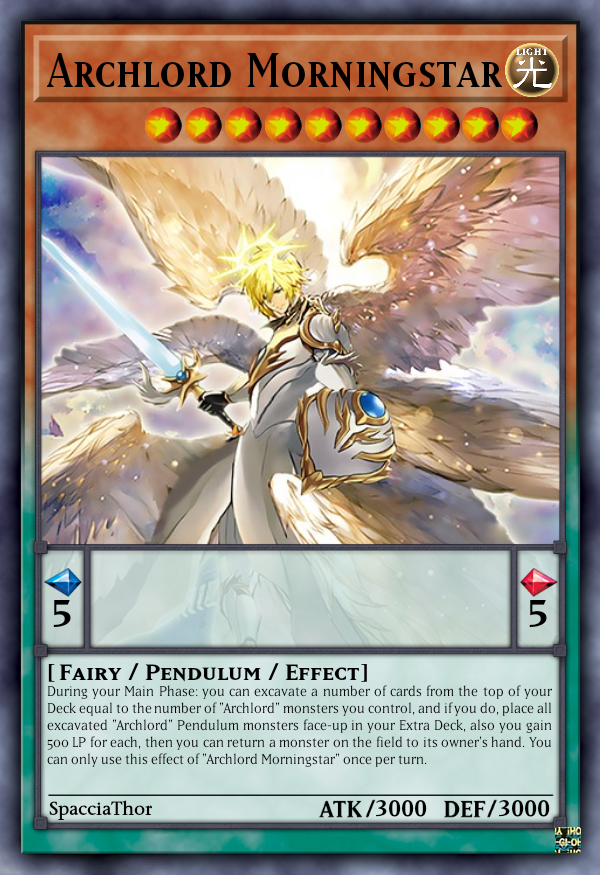 Archlord Morningstar
LIGHT
光
5
5
[ Fairy / Pendulum / Effect ]
During your Main Phase: you can excavate a number of cards from the top of your
Deck equal to the number of "Archlord" monsters you control, and if you do, place all
excavated "Archlord" Pendulum monsters face-up in your Extra Deck, also you gain
500 LP for each, then you can return a monster on the field to its owner's hand. You
can only use this effect of "Archlord Morningstar" once per turn.
SpacciaThor
ATK/3000 DEF/3000